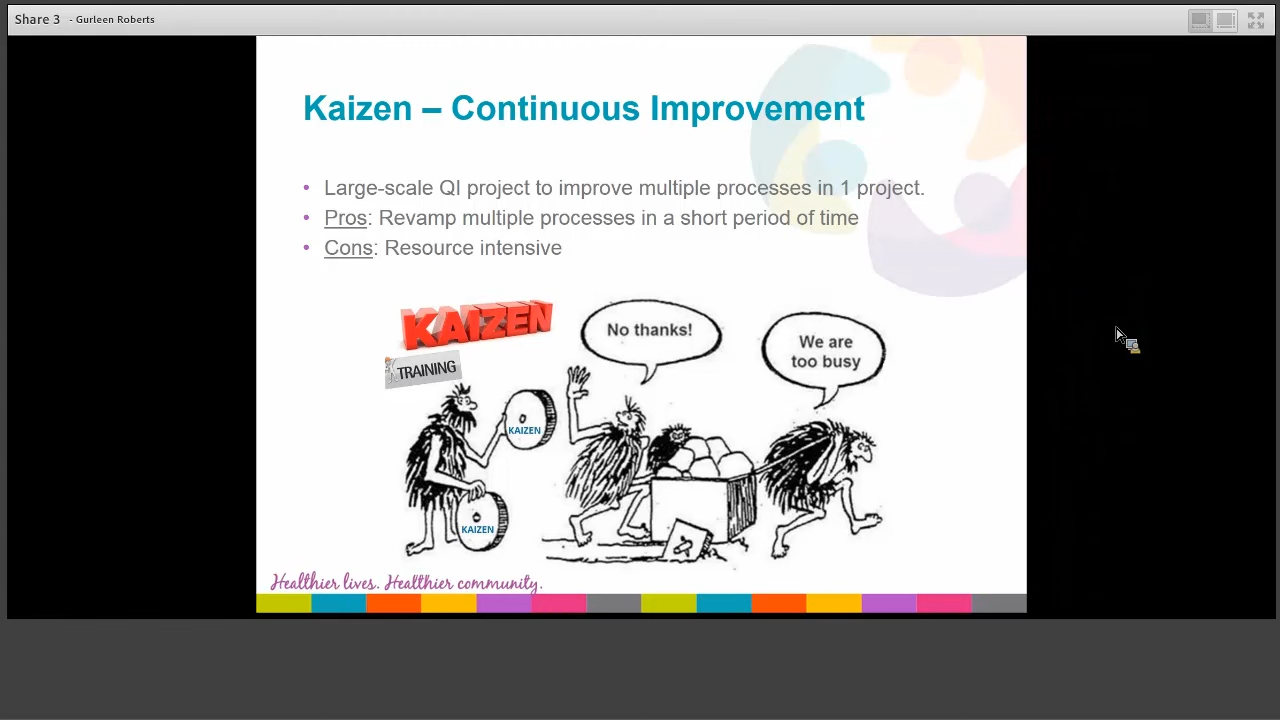 Share 3 - Gurleen Roberts
Kaizen – Continuous Improvement
• Large-scale QI project to improve multiple processes in 1 project.
• Pros: Revamp multiple processes in a short period of time
• Cons: Resource intensive
KAIZEN
TRAINING
No thanks!
We are
too busy
KAIZEN
KAIZEN
Healthier lives. Healthier community.